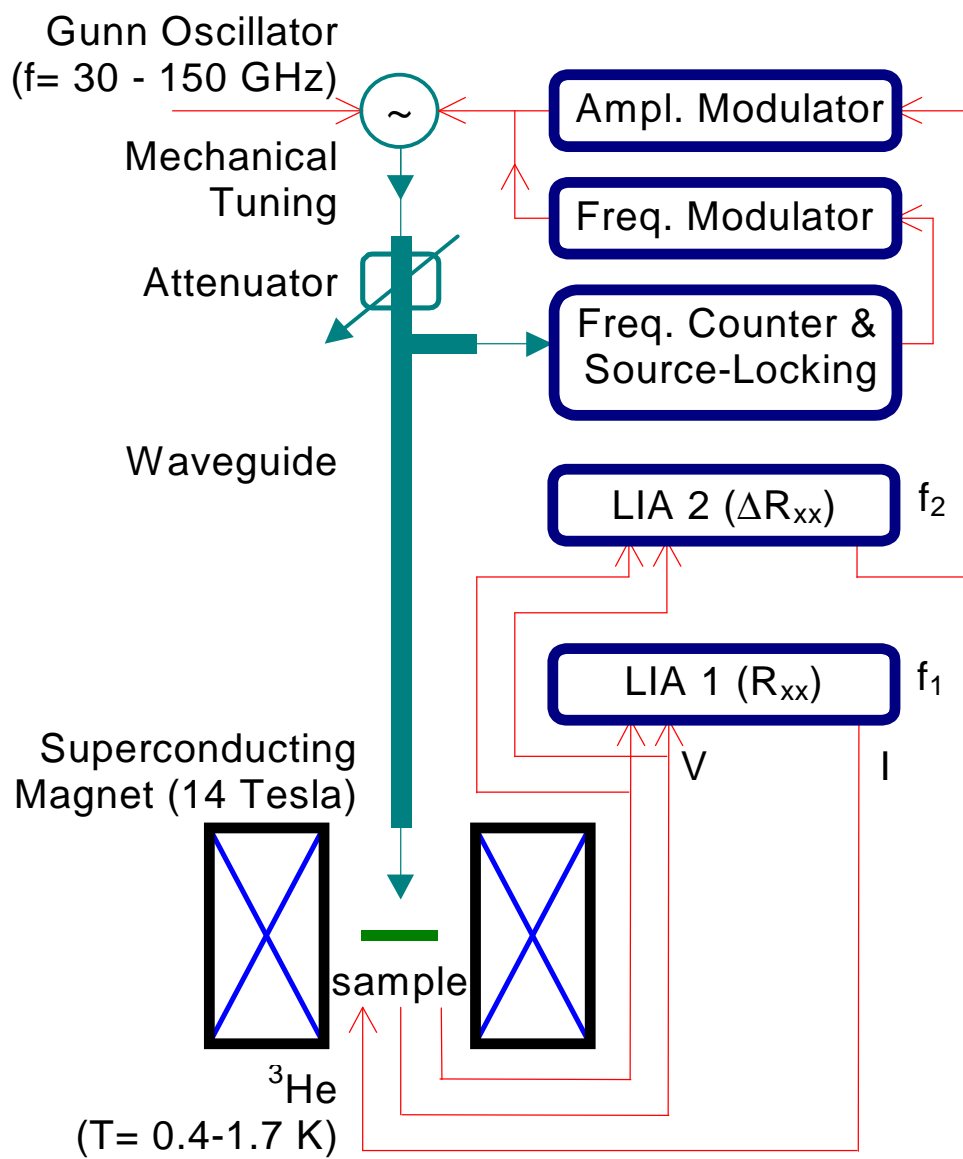 Gunn Oscillator
(f= 30 - 150 GHz)
~
Ampl. Modulator
Mechanical
Tuning
Freq. Modulator
Attenuator
Freq. Counter &
Source-Locking
Waveguide
LIA 2 (ΔRxx)
f2
LIA 1 (Rxx)
f1
V
I
Superconducting
Magnet (14 Tesla)
sample
3He
(T= 0.4-1.7 K)